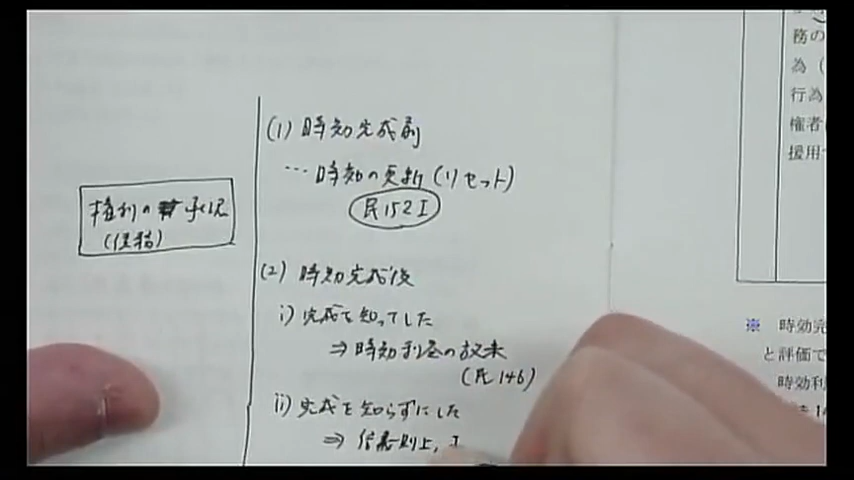 (1) 時効完成前
… 時効の更新(リセット)
民152Ⅰ
権利の承認
(債務)
(2) 時効完成後
i) 完成を知ってした
⇒ 時効利益の放棄
(民146)
ii) 完成を知らずにした
⇒ 信義則上,
務の
為(
行為
権者
援用
※ 時効完
と評価で
時効利